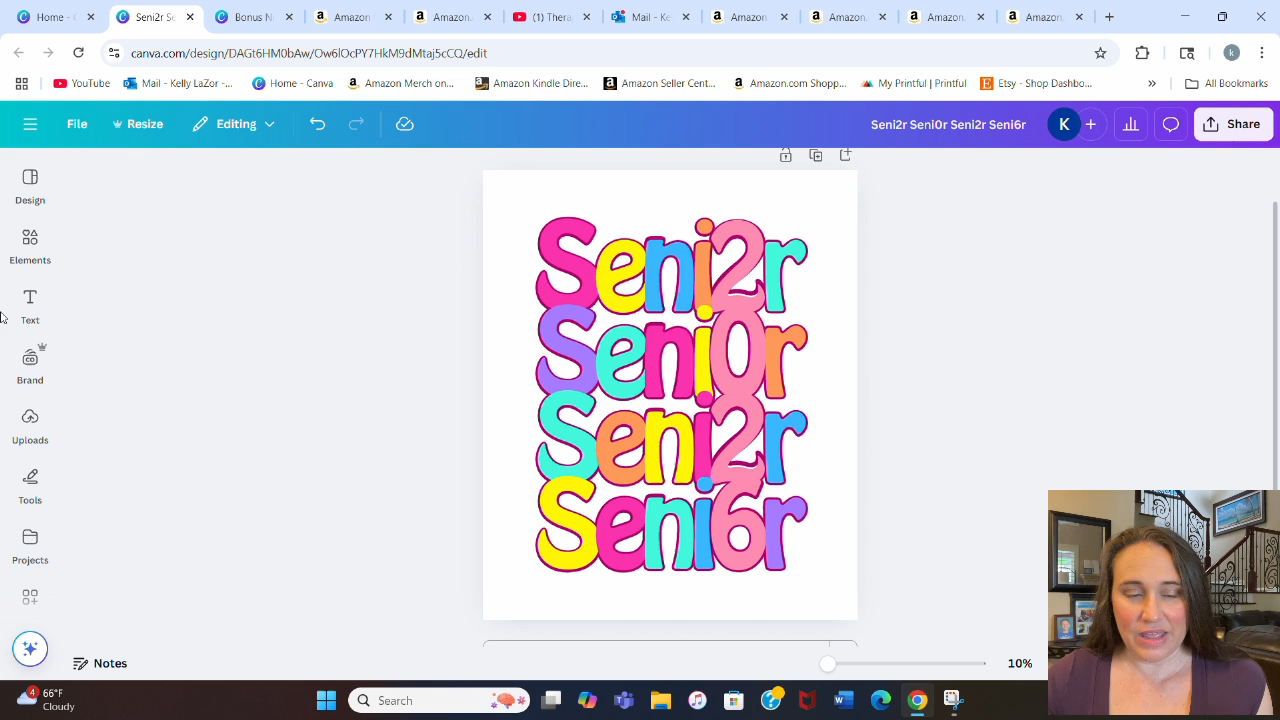 Home -
Seni2r Se
Bonus N
Amazon
Amazon.
(1) Thera
Mail - Ke
Amazon
Amazon.
Amazon.
Amazon.
canva.com/design/DAGt6HM0bAw/Ow6lOcPY7HkM9dMtaj5cCQ/edit
k
YouTube
Mail - Kelly LaZor -...
Home - Canva
Amazon Merch on...
Amazon Kindle Dire...
Amazon Seller Cent...
Amazon.com Shopp...
My Printful | Printful
Etsy - Shop Dashbo...
All Bookmarks
File
Resize
Editing
Seni2r Seni0r Seni2r Seni6r
K
Share
Design
Elements
Text
Brand
Uploads
Tools
Projects
Seni2r
Seni0r
Seni2r
Seni6r
Notes
10%
4
66°F
Cloudy
Search